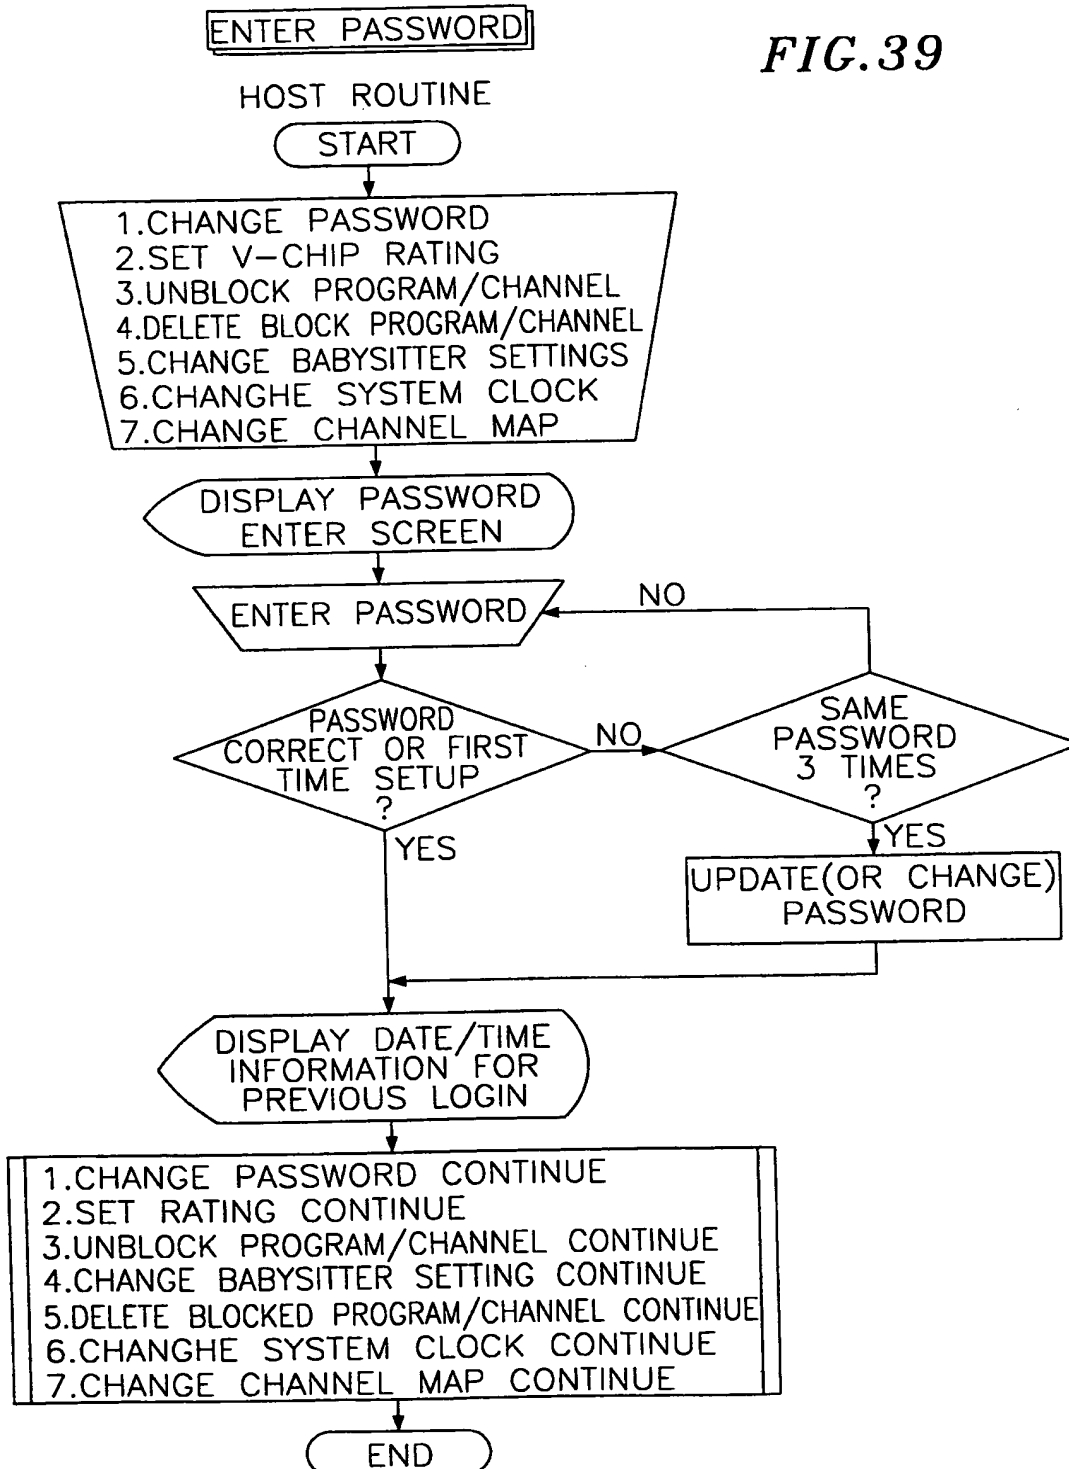 ENTER PASSWORD
FIG.39
HOST ROUTINE
START
1.CHANGE PASSWORD
2.SET V-CHIP RATING
3.UNBLOCK PROGRAM/CHANNEL
4.DELETE BLOCK PROGRAM/CHANNEL
5.CHANGE BABYSITTER SETTINGS
6.CHANGHE SYSTEM CLOCK
7.CHANGE CHANNEL MAP
DISPLAY PASSWORD
ENTER SCREEN
ENTER PASSWORD
NO
PASSWORD
CORRECT OR FIRST
TIME SETUP
?
NO
SAME
PASSWORD
3 TIMES
?
YES
YES
UPDATE(OR CHANGE)
PASSWORD
DISPLAY DATE/TIME
INFORMATION FOR
PREVIOUS LOGIN
1.CHANGE PASSWORD CONTINUE
2.SET RATING CONTINUE
3.UNBLOCK PROGRAM/CHANNEL CONTINUE
4.CHANGE BABYSITTER SETTING CONTINUE
5.DELETE BLOCKED PROGRAM/CHANNEL CONTINUE
6.CHANGHE SYSTEM CLOCK CONTINUE
7.CHANGE CHANNEL MAP CONTINUE
END